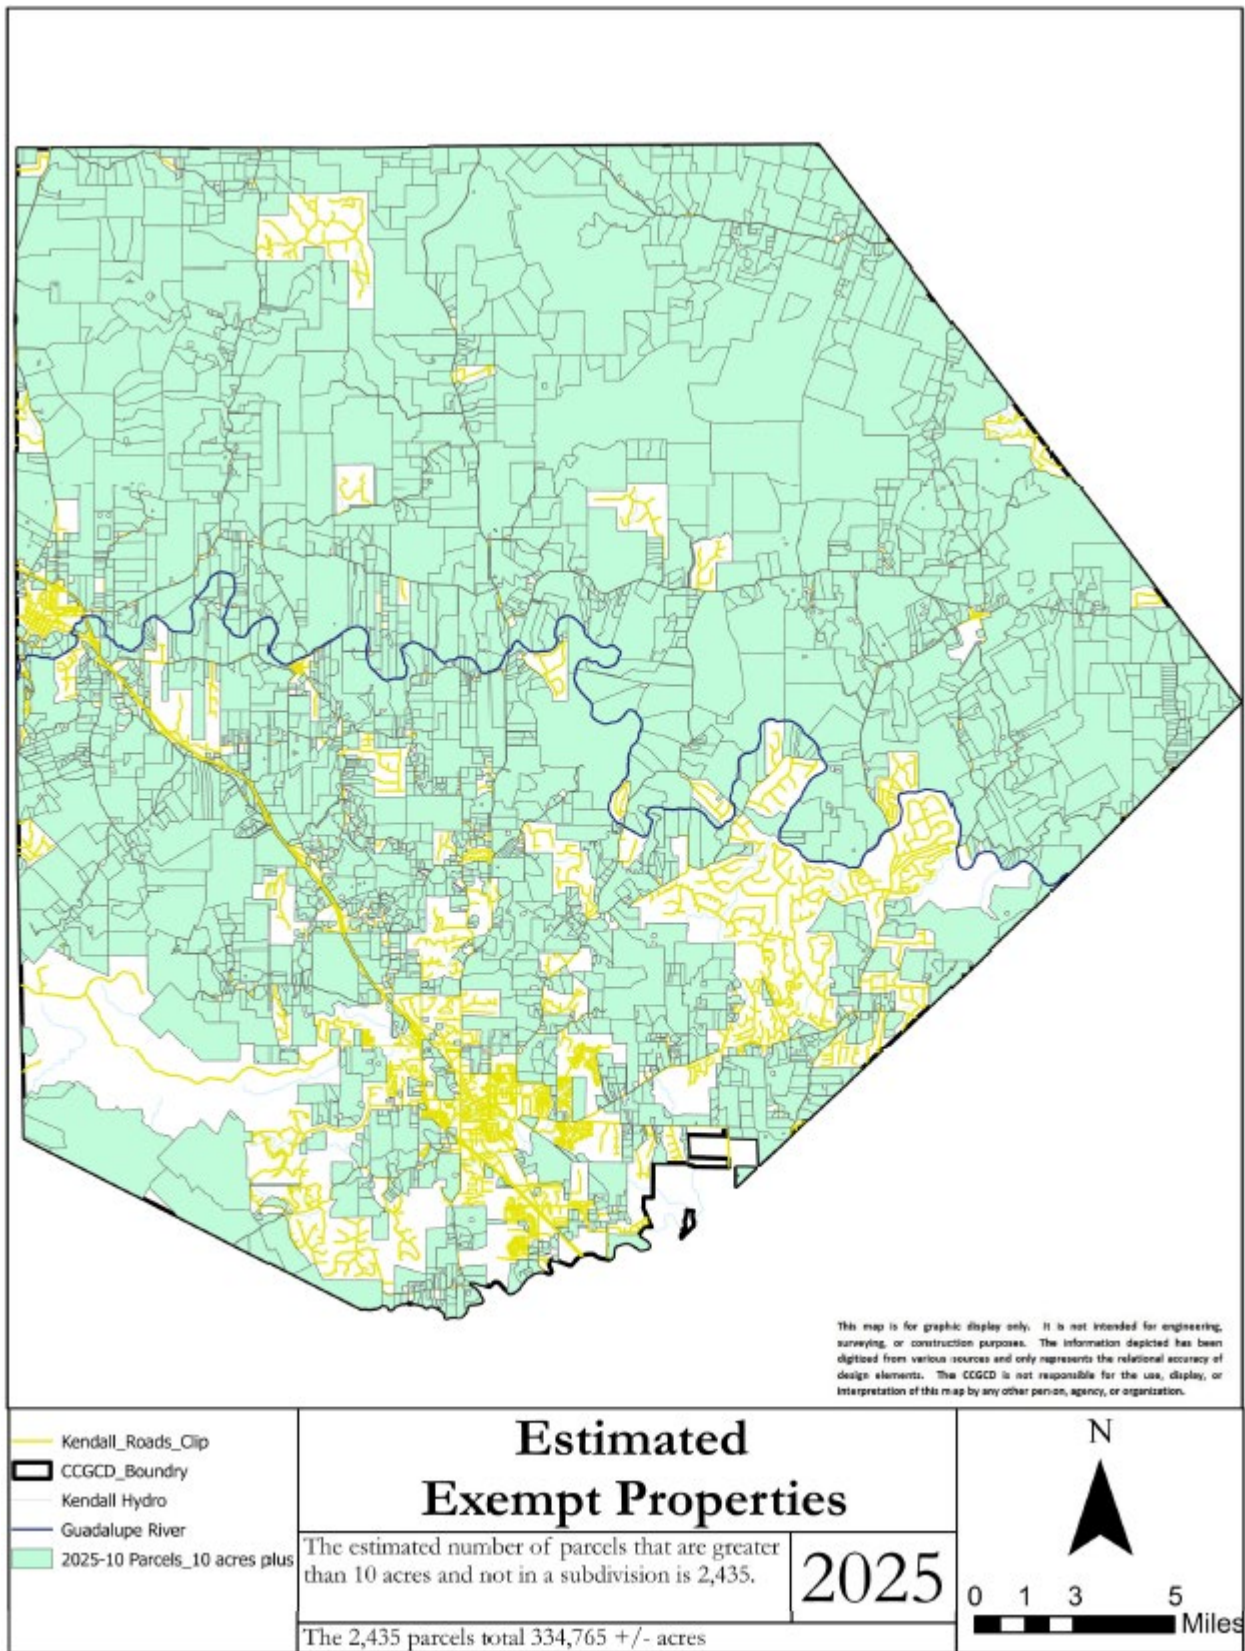 This map is for graphic display only. It is not intended for engineering,
surveying, or construction purposes. The information depicted has been
digitized from various sources and only represents the relational accuracy of
design elements. The CCGCD is not responsible for the use, display, or
interpretation of this map by any other person, agency, or organization.
Kendall_Roads_Clip
CCGCD_Boundry
Kendall Hydro
Guadalupe River
2025-10 Parcels_10 acres plus
Estimated
Exempt Properties
The estimated number of parcels that are greater
than 10 acres and not in a subdivision is 2,435.
2025
The 2,435 parcels total 334,765 +/- acres
N
0 1 3 5
Miles